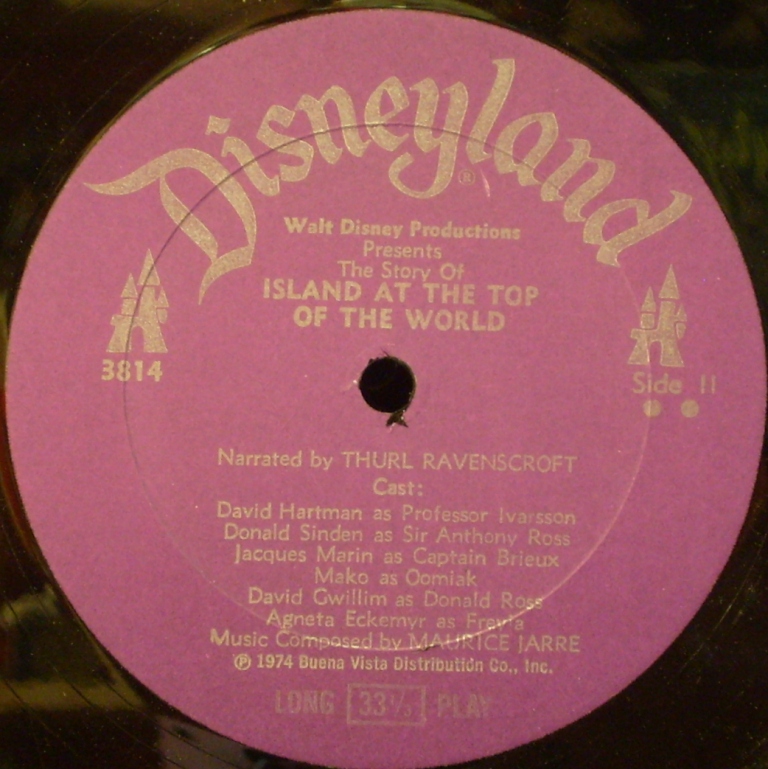 Disneyland ®
Walt Disney Productions
Presents
The Story Of
ISLAND AT THE TOP
OF THE WORLD
3814
Side II
Narrated by THURL RAVENSCROFT
Cast:
David Hartman as Professor Ivarsson
Donald Sinden as Sir Anthony Ross
Jacques Marin as Captain Brieux
Mako as Oomiak
David Gwillim as Donald Ross
Agneta Eckemyr as Freyja
Music Composed by MAURICE JARRE
℗ 1974 Buena Vista Distribution Co., Inc.
LONG 33⅓ PLAY